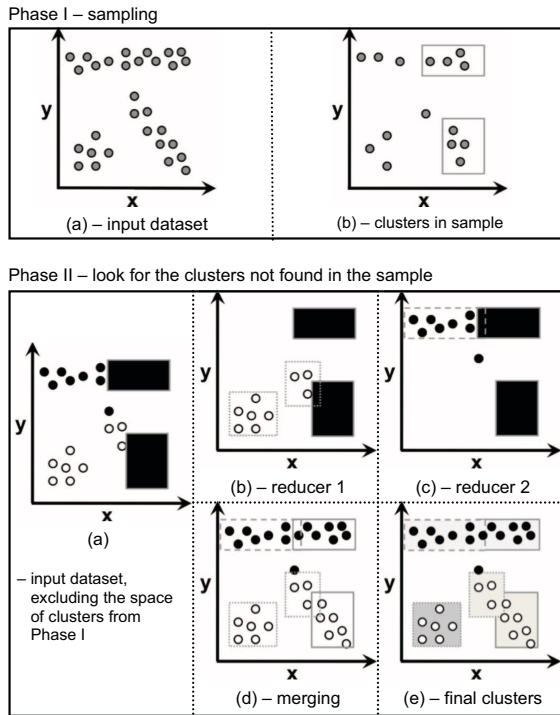 Phase I – sampling
y
x
(a) – input dataset
y
x
(b) – clusters in sample
Phase II – look for the clusters not found in the sample
y
x
(a)
– input dataset,
excluding the space
of clusters from
Phase I
y
x
(b) – reducer 1
y
x
(c) – reducer 2
y
x
(d) – merging
y
x
(e) – final clusters